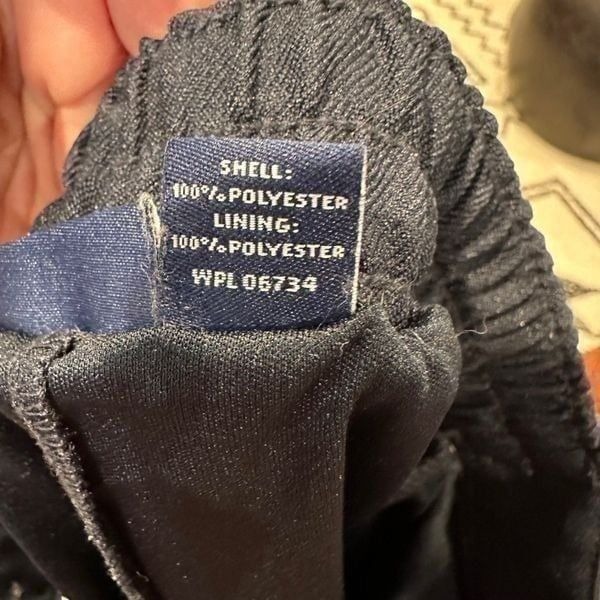 SHELL:
100% POLYESTER
LINING:
100% POLYESTER
WPL 06734